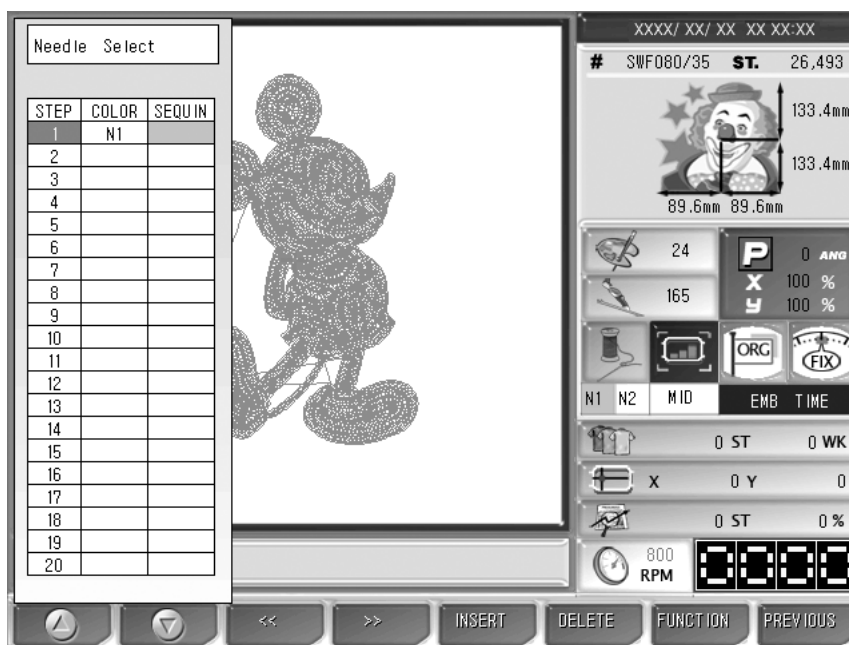 Needle Select
STEP COLOR SEQUIN
1 N1
2
3
4
5
6
7
8
9
10
11
12
13
14
15
16
17
18
19
20
XXXX/ XX/ XX XX XX:XX
# SWF080/35 ST. 26,493
133.4mm
133.4mm
89.6mm 89.6mm
24
165
P 0 ANG
X 100 %
Y 100 %
ORG
FIX
N1 N2 MID EMB TIME
0 ST 0 WK
X 0 Y 0
0 ST 0 %
800
RPM
0000
<< >> INSERT DELETE FUNCTION PREVIOUS